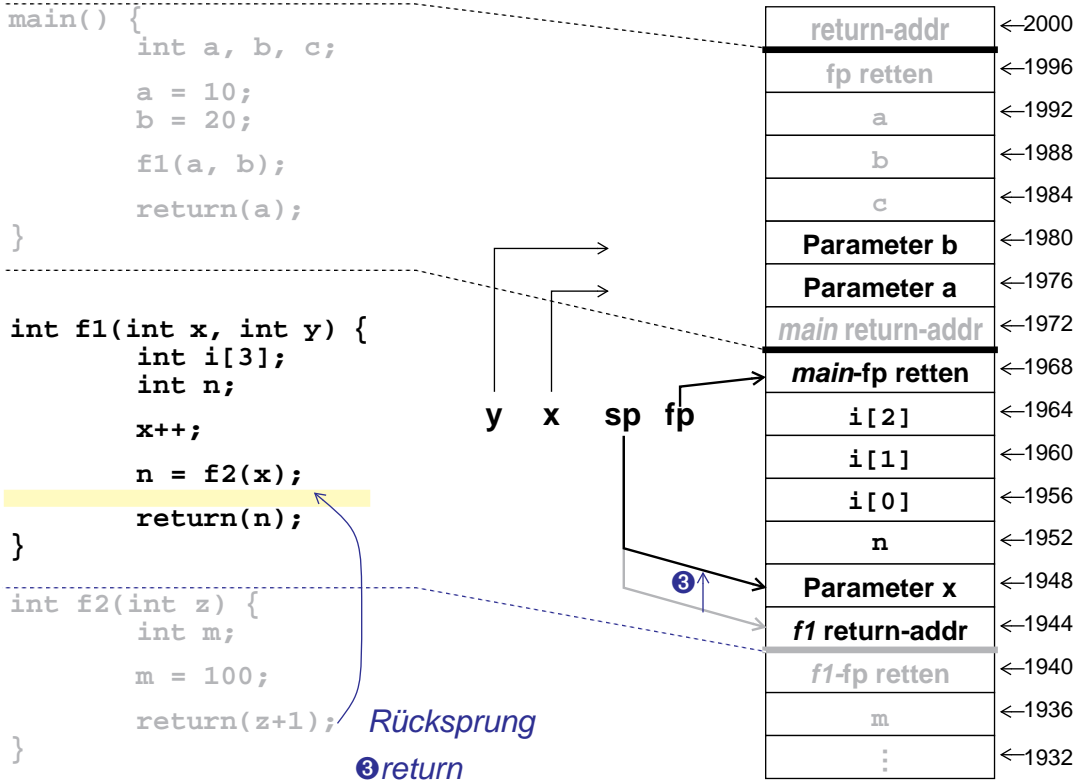 main() {
int a, b, c;
a = 10;
b = 20;
f1(a, b);
return(a);
}
int f1(int x, int y) {
int i[3];
int n;
x++;
n = f2(x);
return(n);
}
int f2(int z) {
int m;
m = 100;
return(z+1);
}
Rücksprung
❸return
y x sp fp
❸
return-addr ←2000
fp retten ←1996
a ←1992
b ←1988
c ←1984
Parameter b ←1980
Parameter a ←1976
main return-addr ←1972
main-fp retten ←1968
i[2] ←1964
i[1] ←1960
i[0] ←1956
n ←1952
Parameter x ←1948
f1 return-addr ←1944
f1-fp retten ←1940
m ←1936
⋮ ←1932